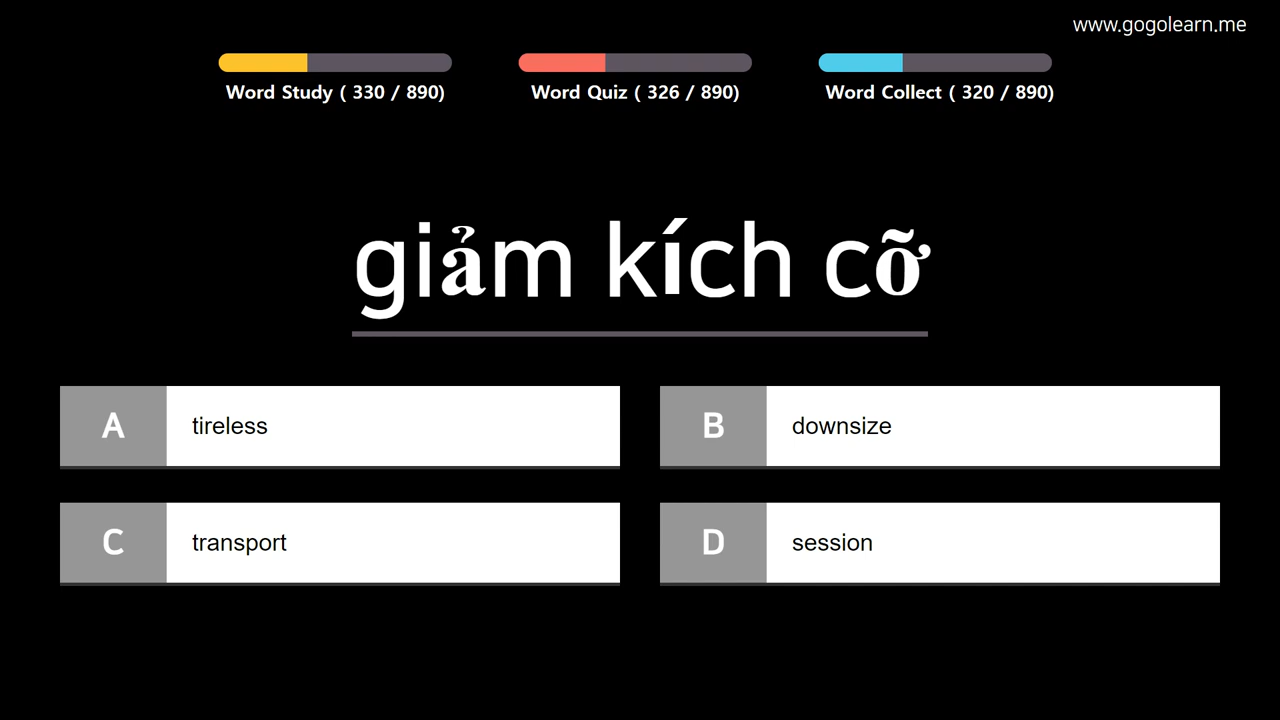 www.gogolearn.me
Word Study ( 330 / 890)
Word Quiz ( 326 / 890)
Word Collect ( 320 / 890)
giảm kích cỡ
A tireless
B downsize
C transport
D session